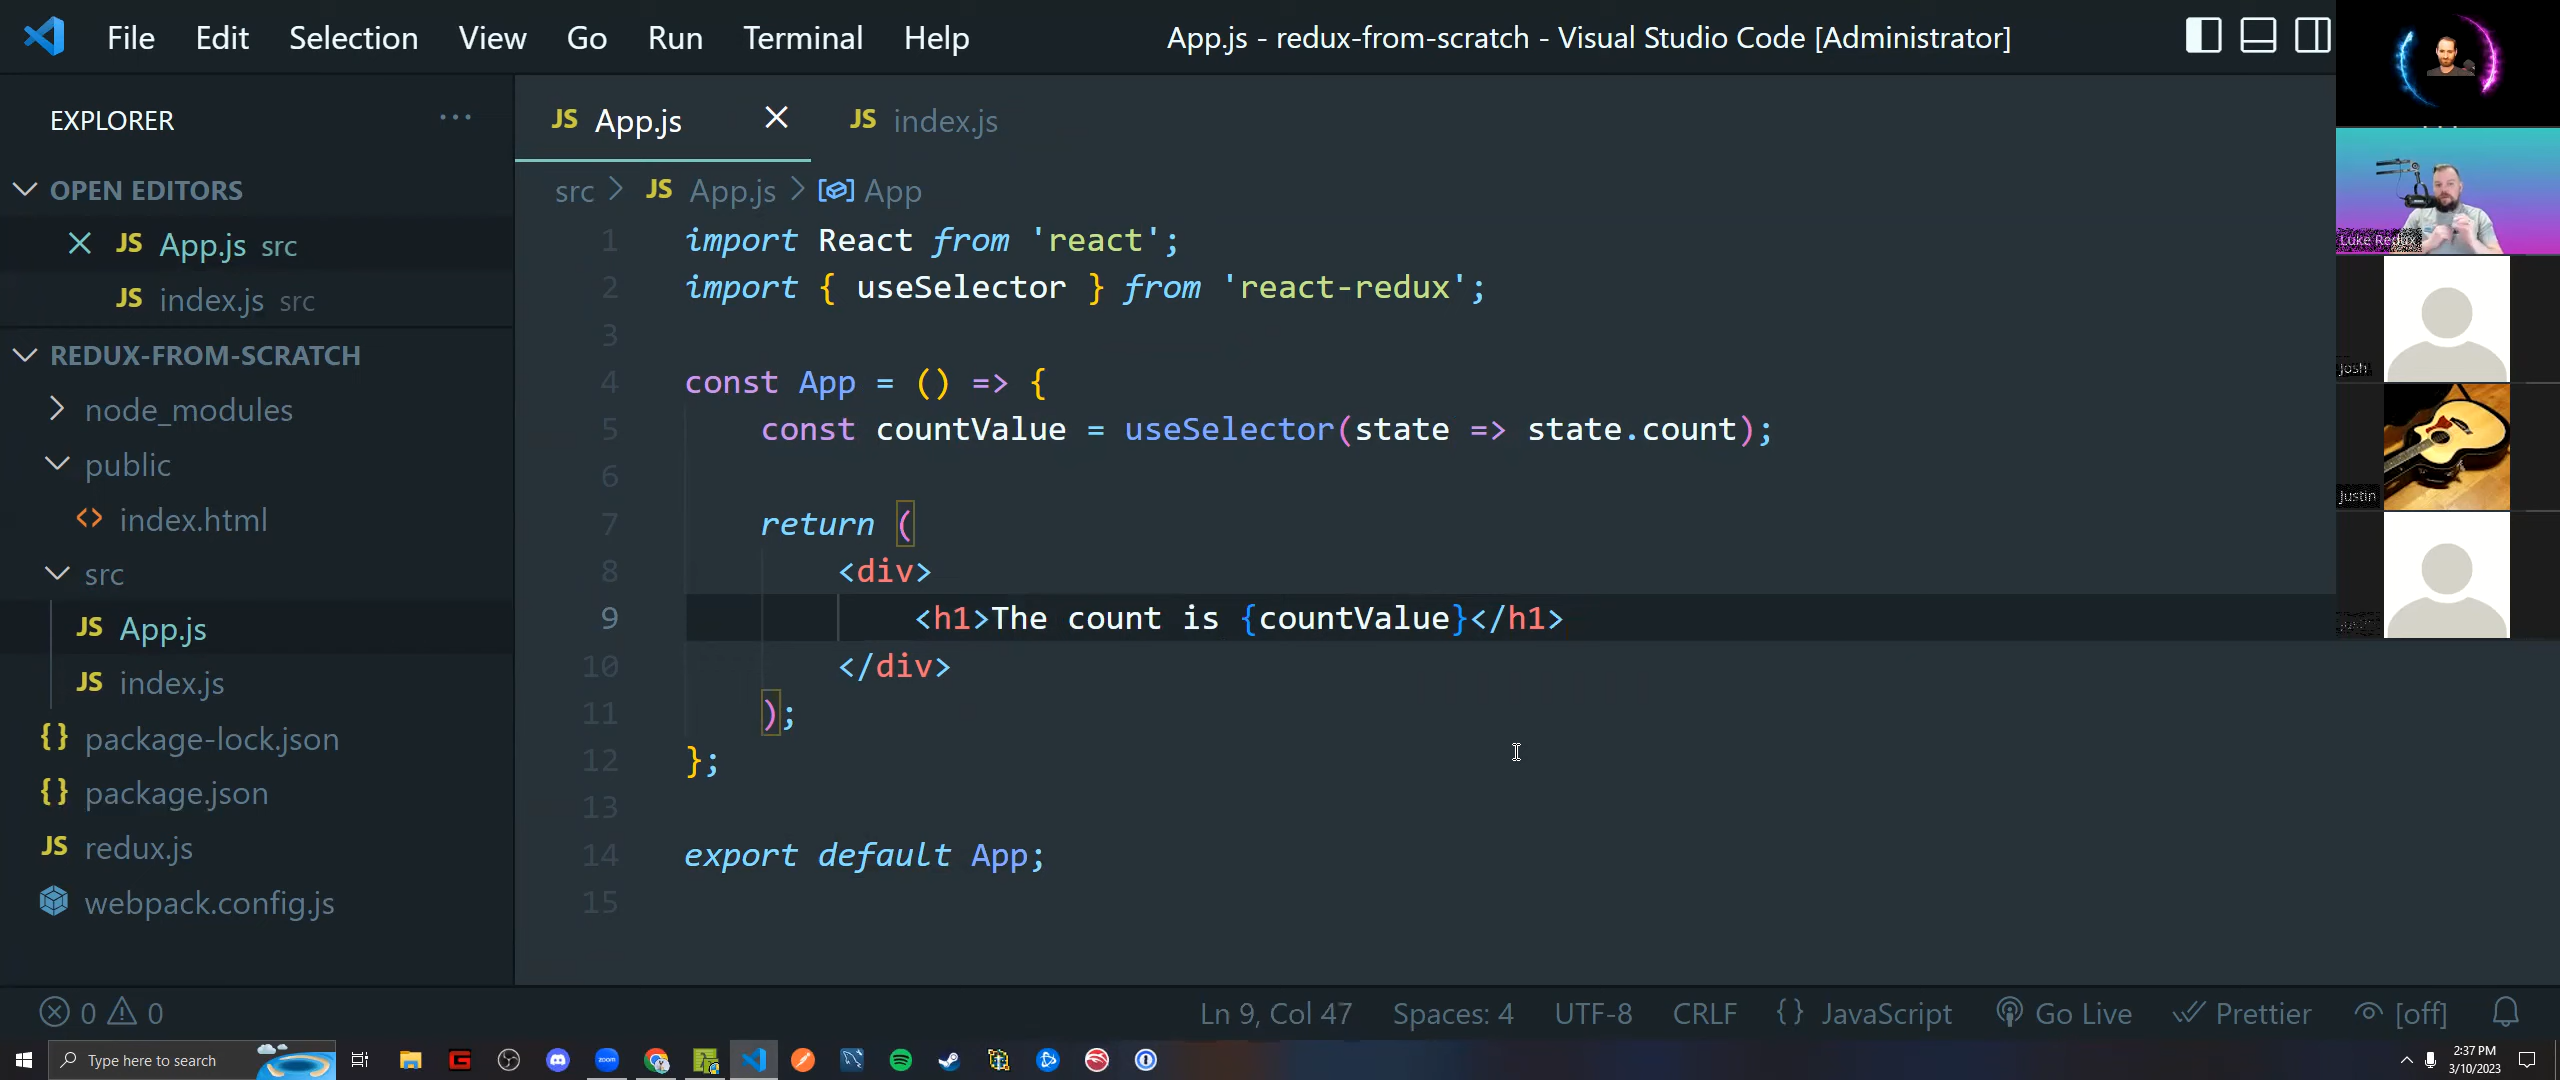 File Edit Selection View Go Run Terminal Help
App.js - redux-from-scratch - Visual Studio Code [Administrator]
EXPLORER
OPEN EDITORS
JS App.js src
JS index.js src
REDUX-FROM-SCRATCH
node_modules
public
<> index.html
src
JS App.js
JS index.js
{} package-lock.json
{} package.json
JS redux.js
webpack.config.js
JS App.js
JS index.js
src > JS App.js > App
1 import React from 'react';
2 import { useSelector } from 'react-redux';
3
4 const App = () => {
5 const countValue = useSelector(state => state.count);
6
7 return (
8 <div>
9 <h1>The count is {countValue}</h1>
10 </div>
11 );
12 };
13
14 export default App;
15
Luke Redux
Josh
Justin
0 0
Ln 9, Col 47 Spaces: 4 UTF-8 CRLF {} JavaScript Go Live Prettier [off]
Type here to search
zoom
2:37 PM
3/10/2023